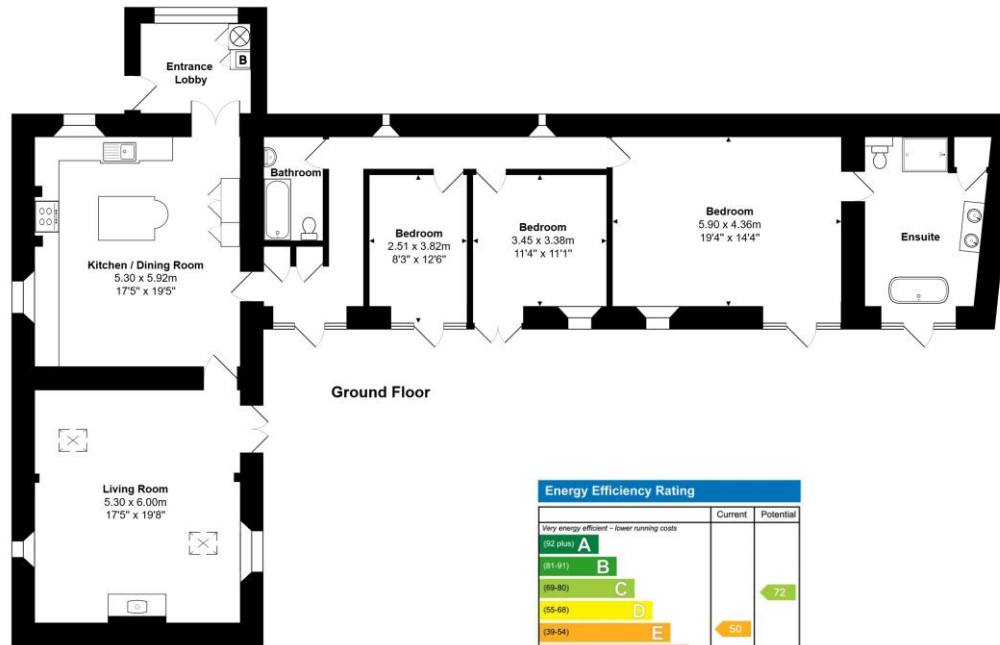 Entrance
Lobby
B
Bathroom
Bedroom
2.51 x 3.82m
8'3" x 12'6"
Bedroom
3.45 x 3.38m
11'4" x 11'1"
Bedroom
5.90 x 4.36m
19'4" x 14'4"
Ensuite
Kitchen / Dining Room
5.30 x 5.92m
17'5" x 19'5"
Ground Floor
Living Room
5.30 x 6.00m
17'5" x 19'8"
Energy Efficiency Rating
Current Potential
Very energy efficient - lower running costs
(92 plus) A
(81-91) B
(69-80) C 72
(55-68) D
(39-54) E 50